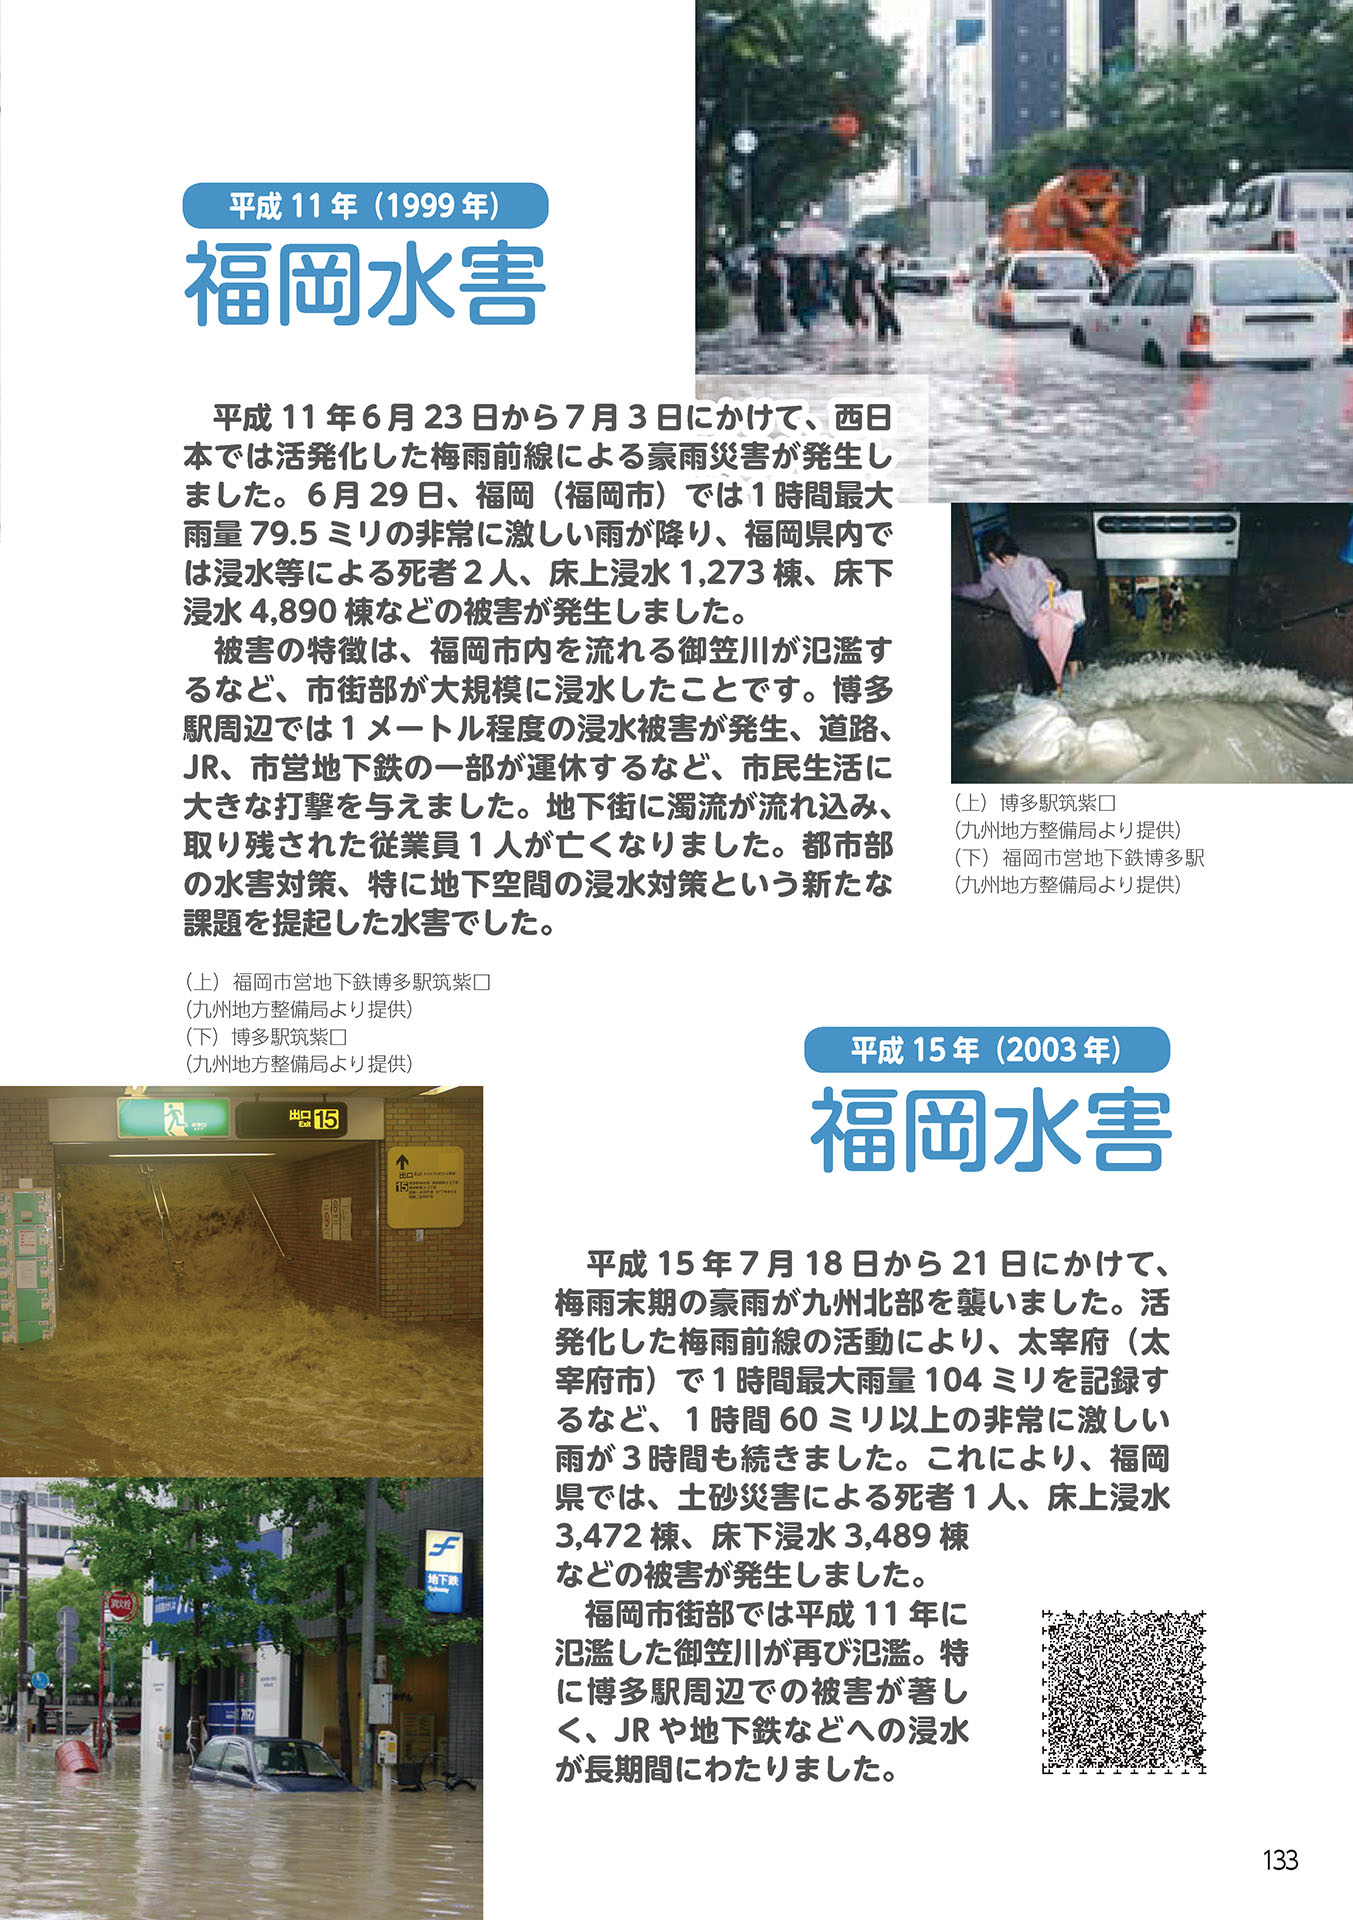 平成 11 年（1999 年）
福岡水害
平成 11 年 6 月 23 日から 7 月 3 日にかけて、西日
本では活発化した梅雨前線による豪雨災害が発生し
ました。6 月 29 日、福岡（福岡市）では 1 時間最大
雨量 79.5 ミリの非常に激しい雨が降り、福岡県内で
は浸水等による死者 2 人、床上浸水 1,273 棟、床下
浸水 4,890 棟などの被害が発生しました。
被害の特徴は、福岡市内を流れる御笠川が氾濫す
るなど、市街部が大規模に浸水したことです。博多
駅周辺では 1 メートル程度の浸水被害が発生、道路、
JR、市営地下鉄の一部が運休するなど、市民生活に
大きな打撃を与えました。地下街に濁流が流れ込み、
取り残された従業員 1 人が亡くなりました。都市部
の水害対策、特に地下空間の浸水対策という新たな
課題を提起した水害でした。
（上）博多駅筑紫口
（九州地方整備局より提供）
（下）福岡市営地下鉄博多駅
（九州地方整備局より提供）
（上）福岡市営地下鉄博多駅筑紫口
（九州地方整備局より提供）
（下）博多駅筑紫口
（九州地方整備局より提供）
出口 Exit 15
出口
15
消火栓
地下鉄
Subway
平成 15 年（2003 年）
福岡水害
平成 15 年 7 月 18 日から 21 日にかけて、
梅雨末期の豪雨が九州北部を襲いました。活
発化した梅雨前線の活動により、太宰府（太
宰府市）で 1 時間最大雨量 104 ミリを記録す
るなど、1 時間 60 ミリ以上の非常に激しい
雨が 3 時間も続きました。これにより、福岡
県では、土砂災害による死者 1 人、床上浸水
3,472 棟、床下浸水 3,489 棟
などの被害が発生しました。
福岡市街部では平成 11 年に
氾濫した御笠川が再び氾濫。特
に博多駅周辺での被害が著し
く、JR や地下鉄などへの浸水
が長期間にわたりました。
133